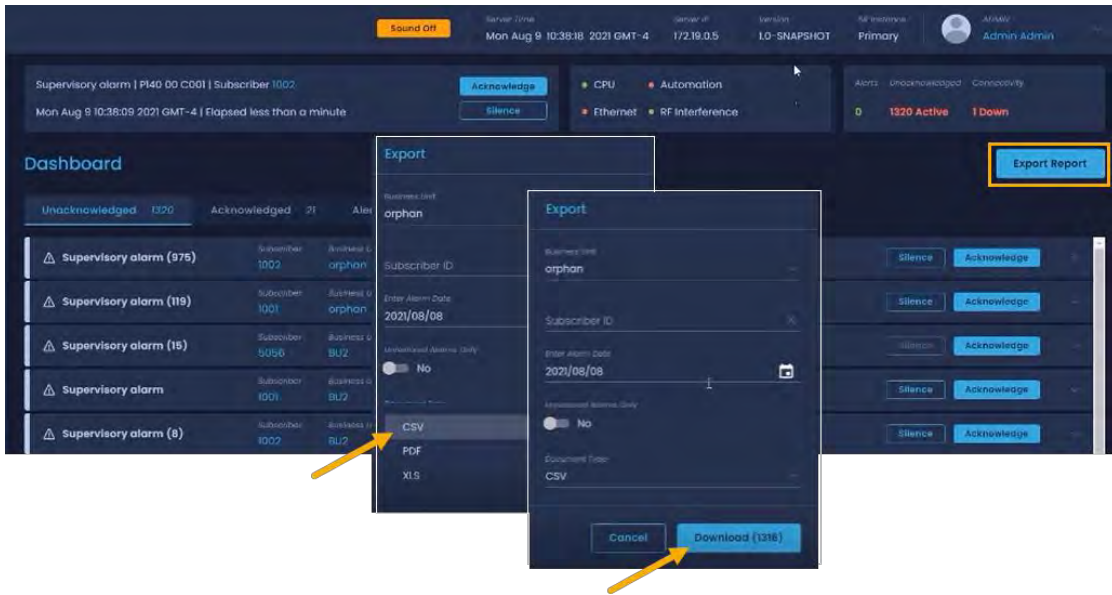 Sound Off
Server Time
Mon Aug 9 10:38:18 2021 GMT-4
Server IP
172.19.0.5
Version
1.0-SNAPSHOT
Primary
Admin Admin
Supervisory alarm | P140 00 C001 | Subscriber 1002
Acknowledge
Mon Aug 9 10:38:09 2021 GMT-4 | Elapsed less than a minute
Silence
CPU
Automation
Ethernet
RF Interference
Alerts Unacknowledged Connectivity
0 1320 Active 1 Down
Dashboard
Export Report
Unacknowledged 1320
Acknowledged 21
Supervisory alarm (975)
Subscriber
1002
orphan
Silence
Acknowledge
Supervisory alarm (119)
Subscriber
1001
orphan
Silence
Acknowledge
Supervisory alarm (15)
Subscriber
5056
BU2
Silence
Acknowledge
Supervisory alarm
Subscriber
1001
BU2
Silence
Acknowledge
Supervisory alarm (8)
Subscriber
1002
BU2
Silence
Acknowledge
Export
Business Unit
orphan
Subscriber ID
Enter Alarm Date
2021/08/08
No
CSV
PDF
XLS
Export
Business Unit
orphan
Subscriber ID
Enter Alarm Date
2021/08/08
No
Document Type
CSV
Cancel
Download (1318)